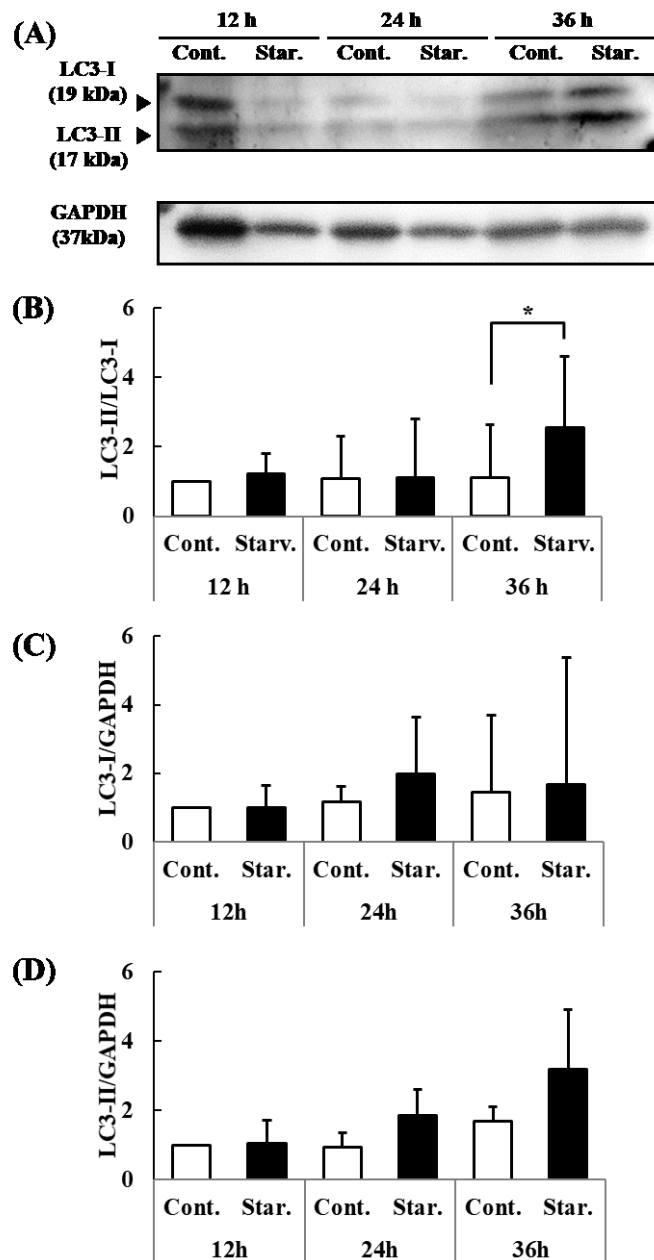 (A)
12 h 24 h 36 h
Cont. Star. Cont. Star. Cont. Star.
LC3-I
(19 kDa)
LC3-II
(17 kDa)
GAPDH
(37kDa)
(B)
LC3-II/LC3-I
6
4
2
0
*
Cont. Starv. Cont. Starv. Cont. Starv.
12 h 24 h 36 h
(C)
LC3-I/GAPDH
6
4
2
0
Cont. Star. Cont. Star. Cont. Star.
12h 24h 36h
(D)
LC3-II/GAPDH
6
4
2
0
Cont. Star. Cont. Star. Cont. Star.
12h 24h 36h